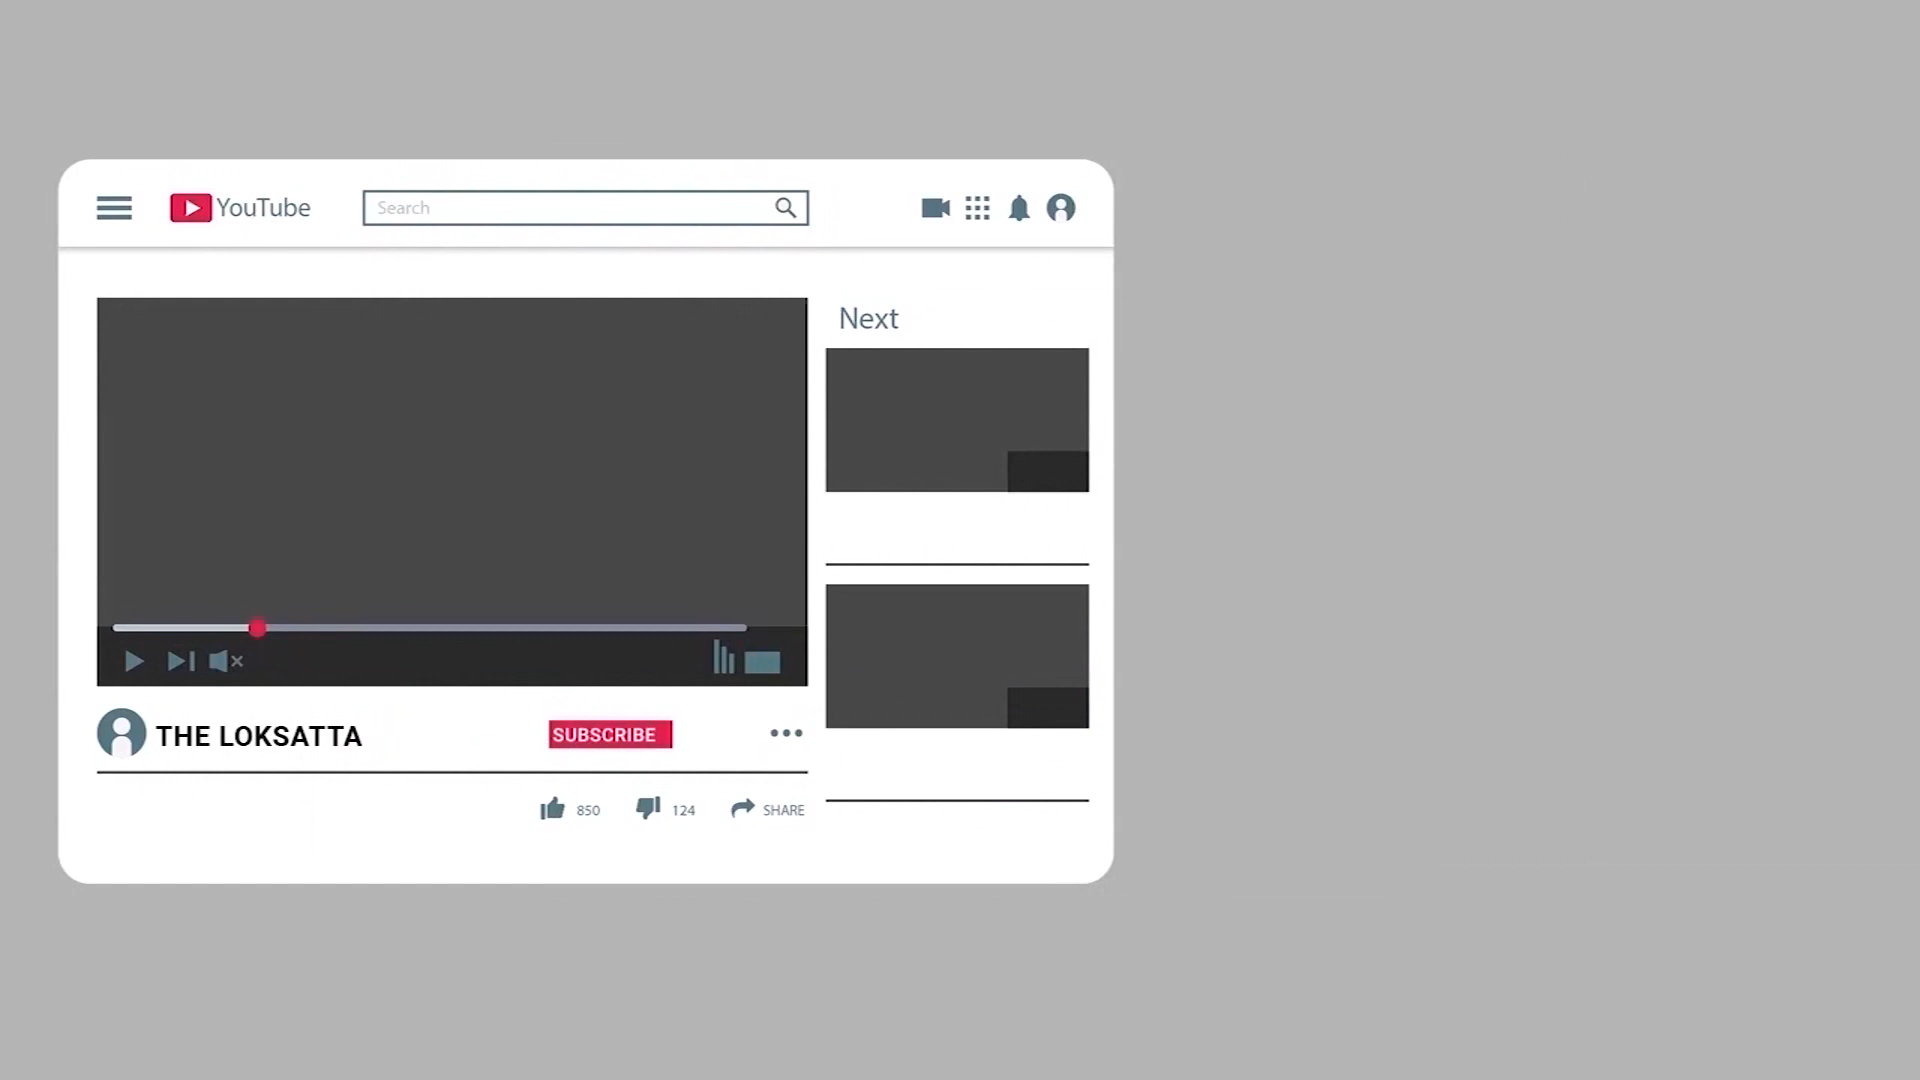 YouTube
Search
Next
THE LOKSATTA
SUBSCRIBE
850
124
SHARE